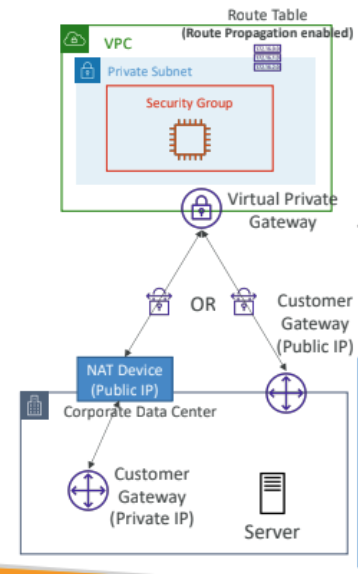 Route Table
(Route Propagation enabled)
VPC
Private Subnet
Security Group
Virtual Private
Gateway
OR
Customer
Gateway
(Public IP)
NAT Device
(Public IP)
Corporate Data Center
Customer
Gateway
(Private IP)
Server